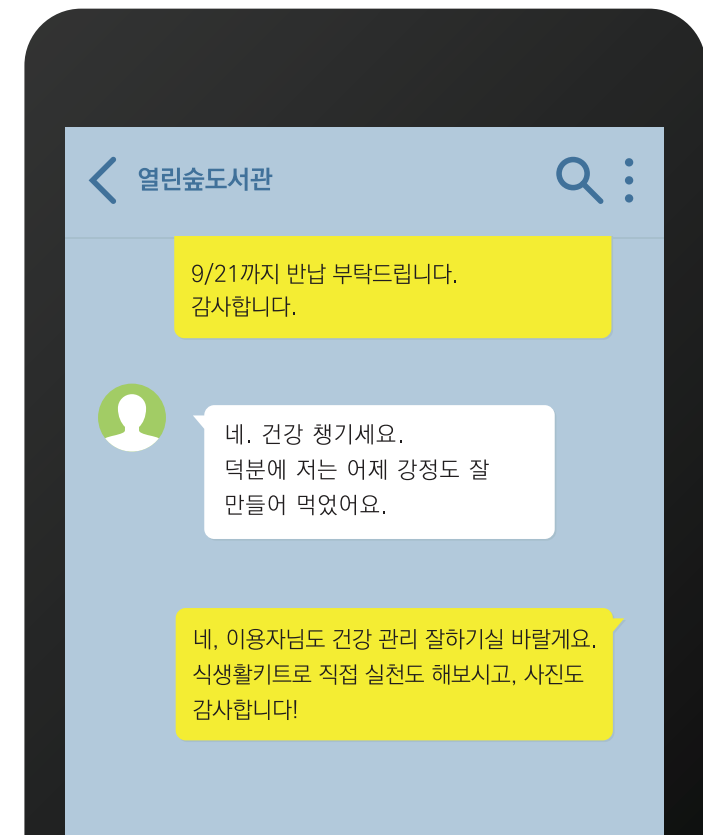 열린숲도서관
9/21까지 반납 부탁드립니다.
감사합니다.
네. 건강 챙기세요.
덕분에 저는 어제 강정도 잘
만들어 먹었어요.
네, 이용자님도 건강 관리 잘하기실 바랄게요.
식생활키트로 직접 실천도 해보시고, 사진도
감사합니다!